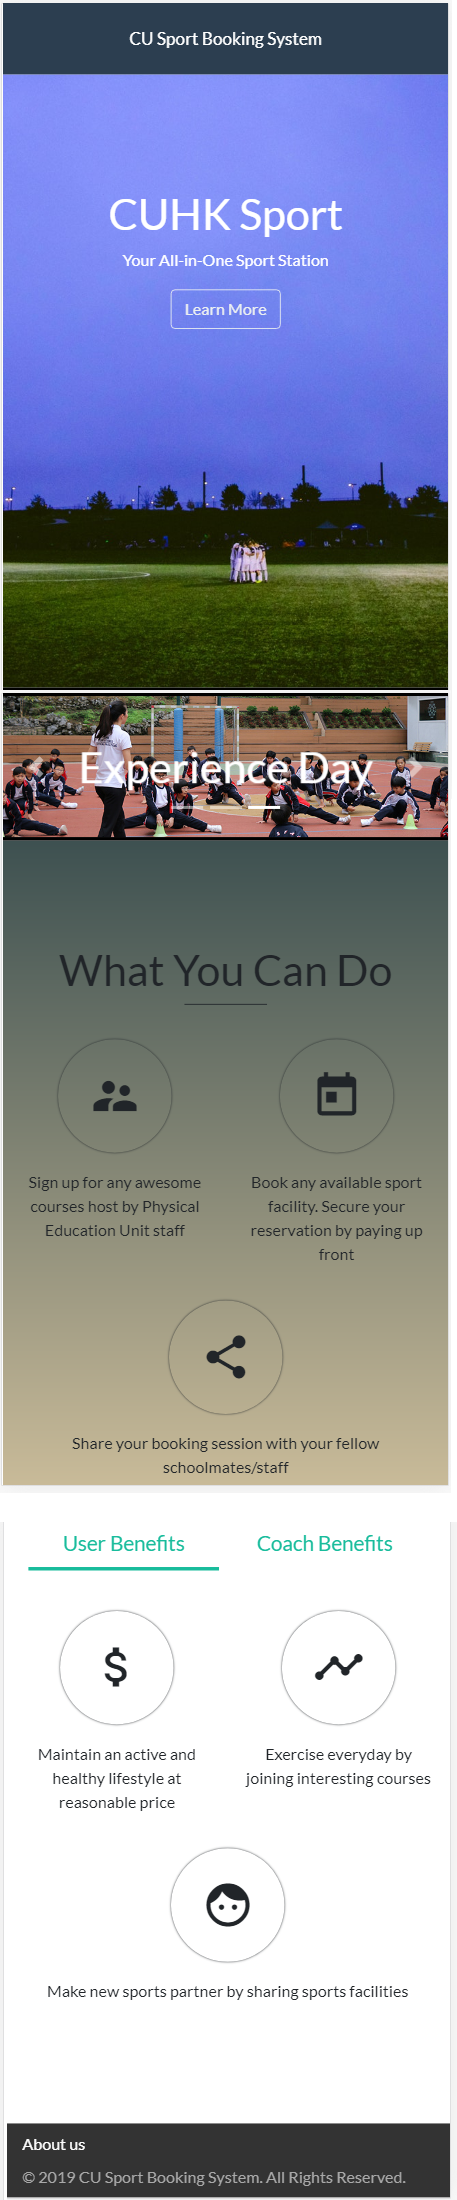 CU Sport Booking System
CUHK Sport
Your All-in-One Sport Station
Learn More
Experience Day
What You Can Do
Sign up for any awesome
courses host by Physical
Education Unit staff
Book any available sport
facility. Secure your
reservation by paying up
front
Share your booking session with your fellow
schoolmates/staff
User Benefits
Coach Benefits
Maintain an active and
healthy lifestyle at
reasonable price
Exercise everyday by
joining interesting courses
Make new sports partner by sharing sports facilities
About us
© 2019 CU Sport Booking System. All Rights Reserved.